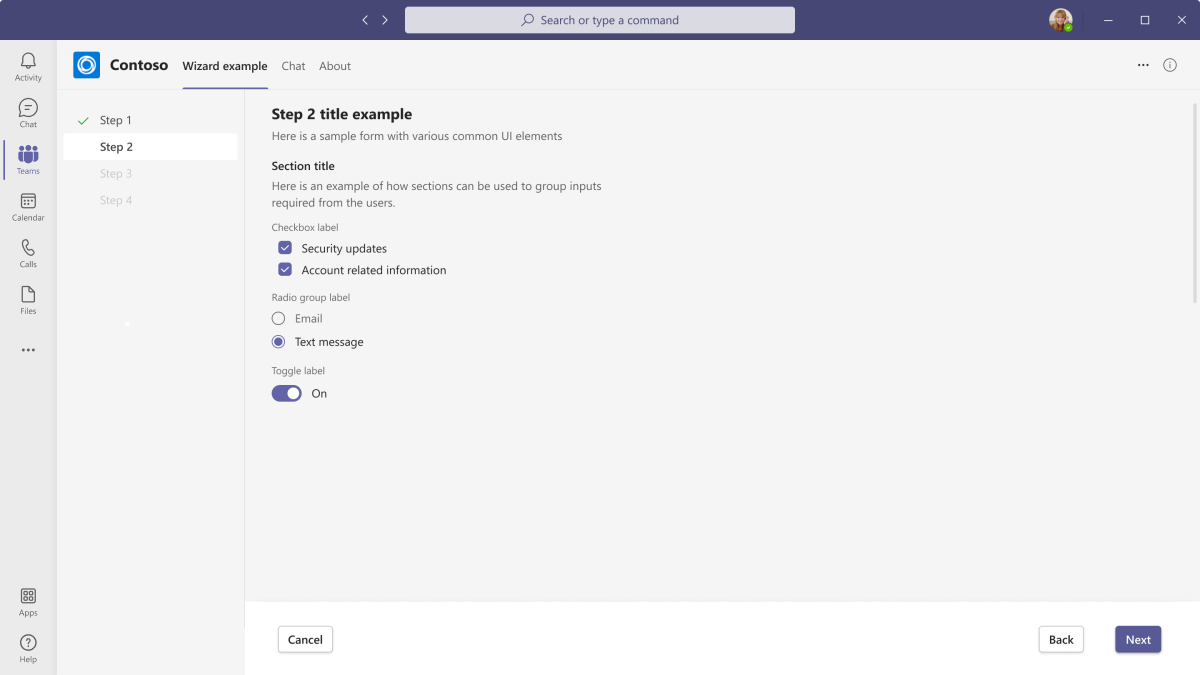 Search or type a command
Activity
Chat
Teams
Calendar
Calls
Files
Apps
Help
Contoso
Wizard example
Chat
About
Step 1
Step 2
Step 3
Step 4
Step 2 title example
Here is a sample form with various common UI elements
Section title
Here is an example of how sections can be used to group inputs
required from the users.
Checkbox label
Security updates
Account related information
Radio group label
Email
Text message
Toggle label
On
Cancel
Back
Next